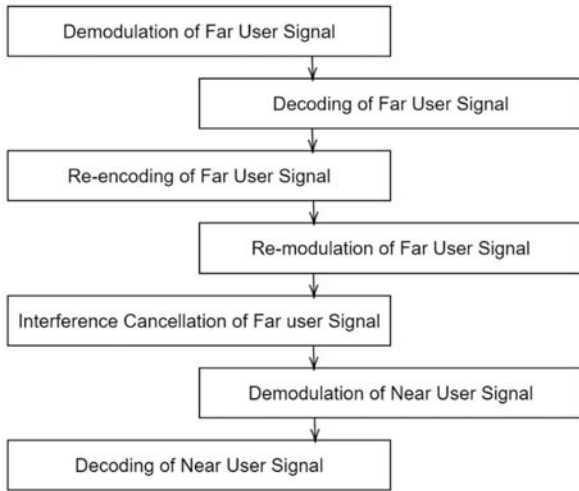 Demodulation of Far User Signal
Decoding of Far User Signal
Re-encoding of Far User Signal
Re-modulation of Far User Signal
Interference Cancellation of Far user Signal
Demodulation of Near User Signal
Decoding of Near User Signal